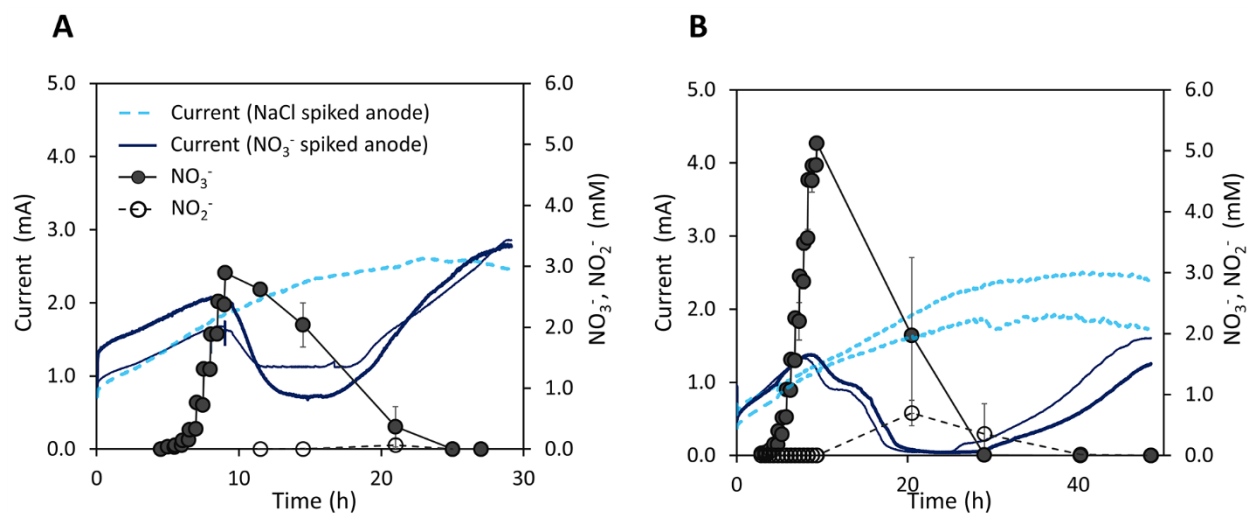 A
B
5.0
4.0
3.0
2.0
1.0
0.0
Current (mA)
6.0
5.0
4.0
3.0
2.0
1.0
0.0
NO₃⁻, NO₂⁻ (mM)
Current (NaCl spiked anode)
Current (NO₃⁻ spiked anode)
NO₃⁻
NO₂⁻
0
10
20
30
Time (h)
5.0
4.0
3.0
2.0
1.0
0.0
Current (mA)
6.0
5.0
4.0
3.0
2.0
1.0
0.0
NO₃⁻, NO₂⁻ (mM)
0
20
40
Time (h)